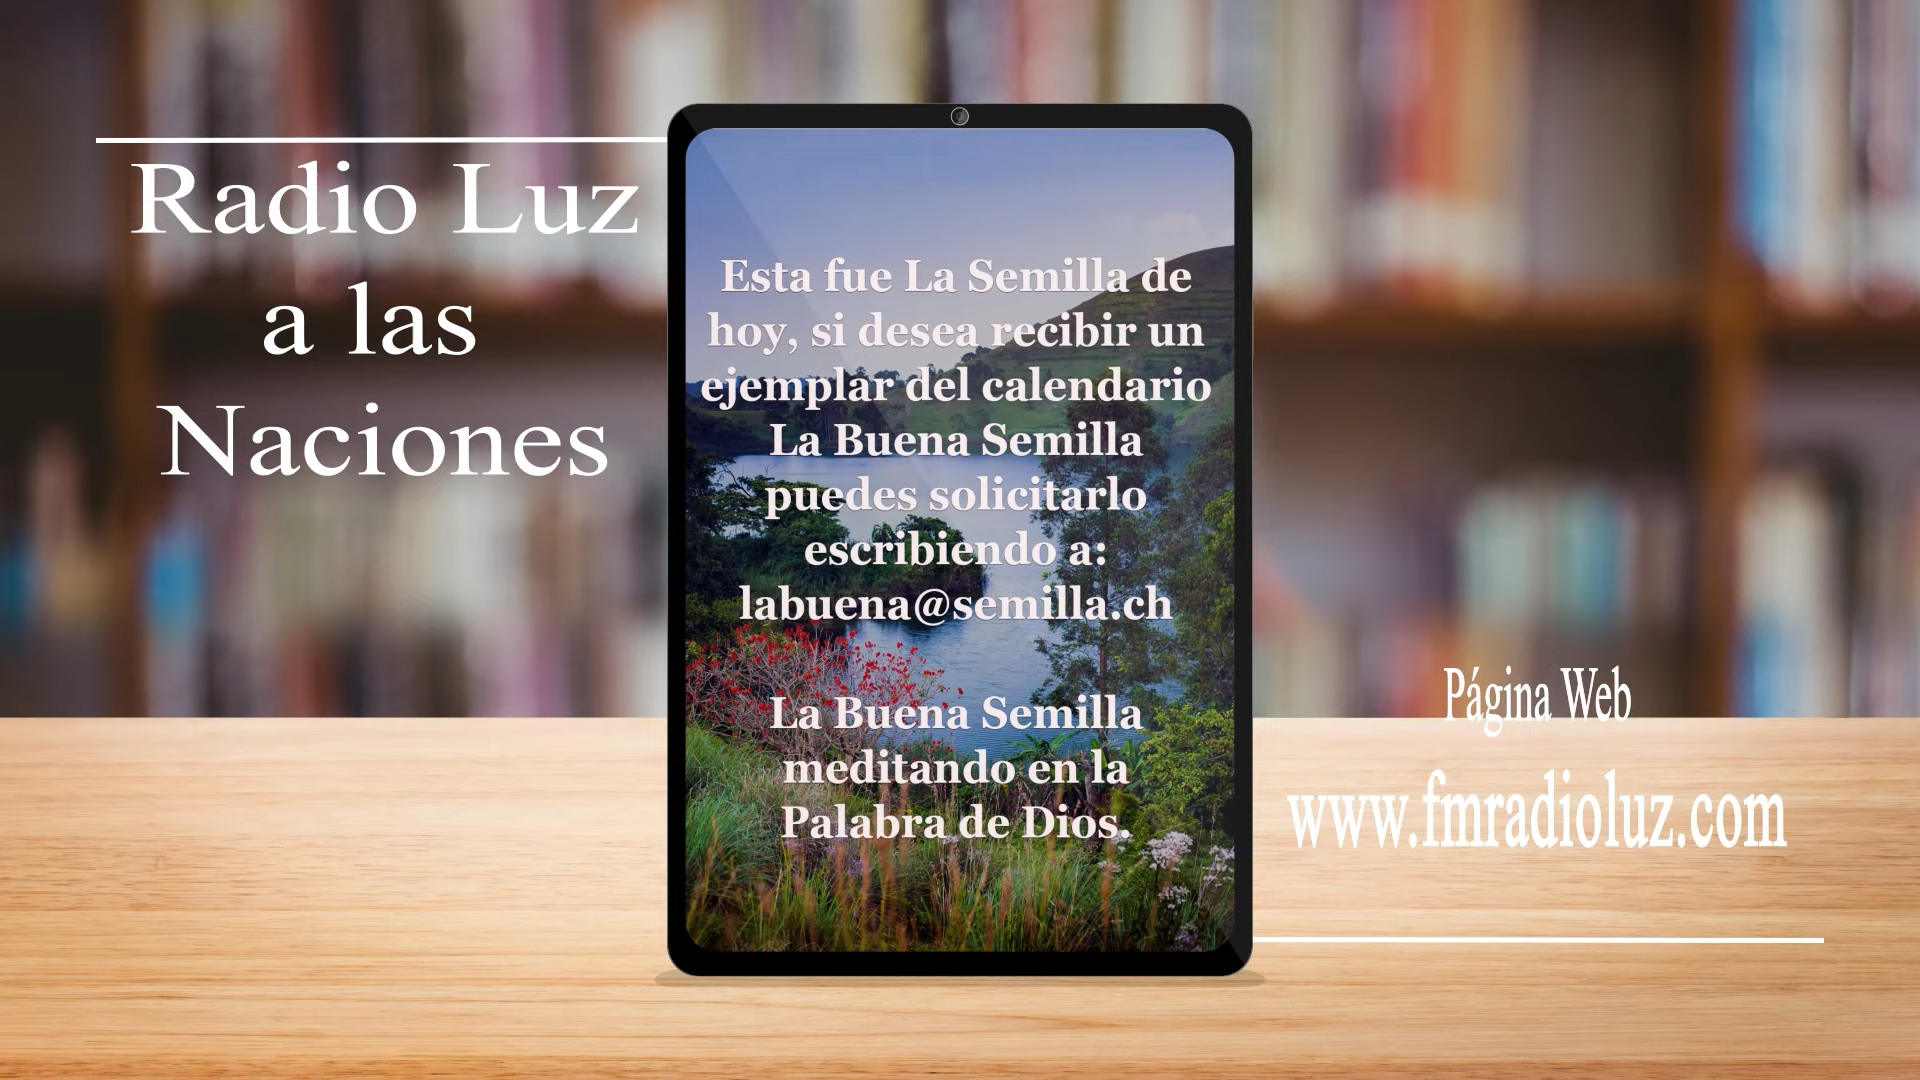 Radio Luz
a las
Naciones
Esta fue La Semilla de
hoy, si desea recibir un
ejemplar del calendario
La Buena Semilla
puedes solicitarlo
escribiendo a:
labuena@semilla.ch
La Buena Semilla
meditando en la
Palabra de Dios.
Página Web
www.fmradioluz.com